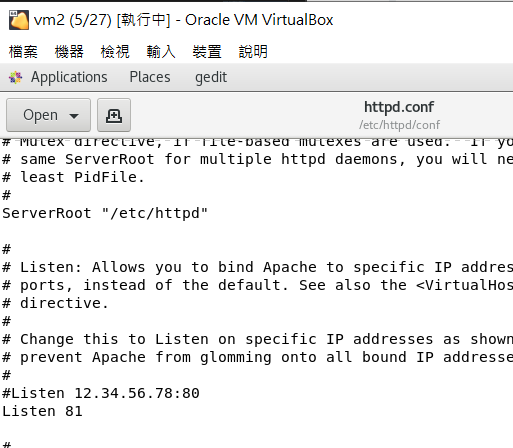 vm2 (5/27) [執行中] - Oracle VM VirtualBox
檔案 機器 檢視 輸入 裝置 說明
Applications Places gedit
Open httpd.conf
/etc/httpd/conf
# Mutex directive, if file-based mutexes are used. If yo
# same ServerRoot for multiple httpd daemons, you will ne
# least PidFile.
#
ServerRoot "/etc/httpd"
#
# Listen: Allows you to bind Apache to specific IP addres
# ports, instead of the default. See also the <VirtualHos
# directive.
#
# Change this to Listen on specific IP addresses as shown
# prevent Apache from glomming onto all bound IP addresse
#
#Listen 12.34.56.78:80
Listen 81
#